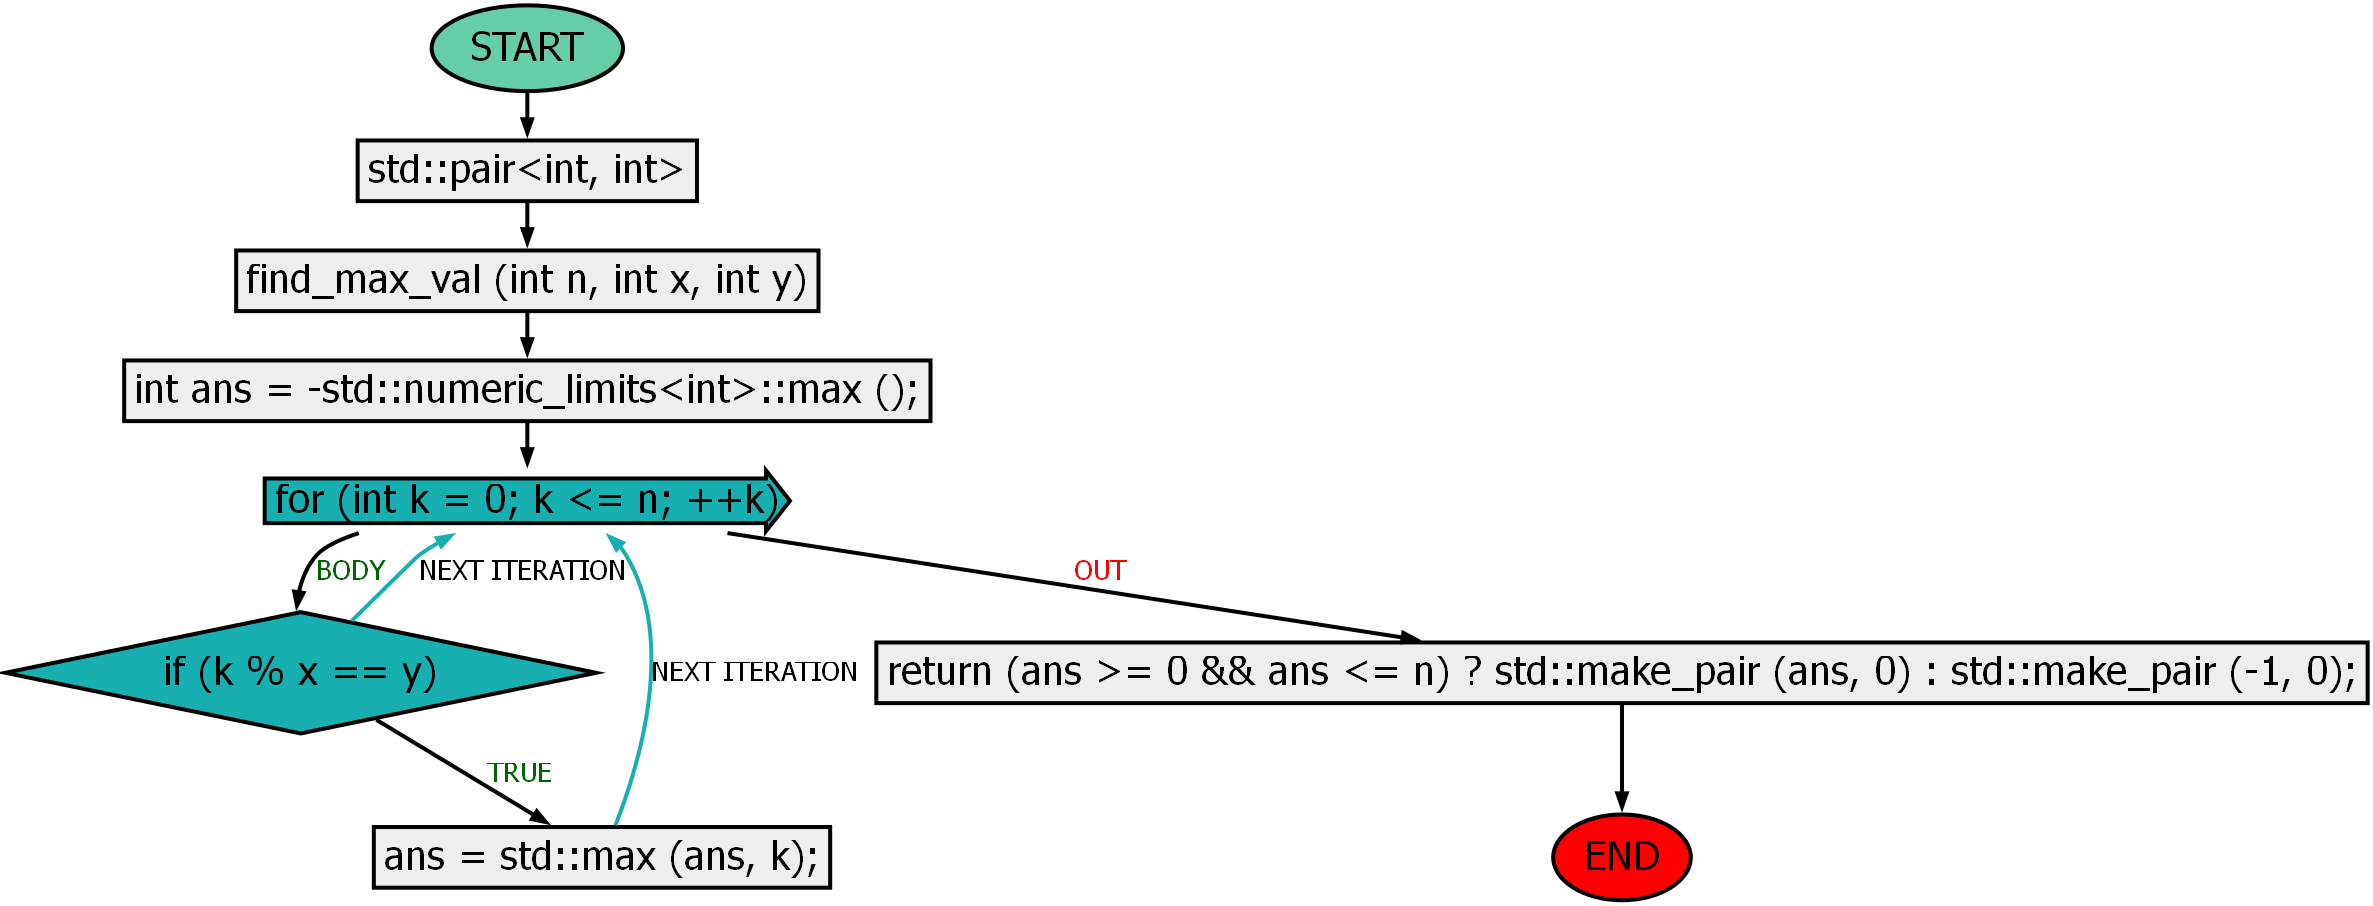 START
std::pair<int, int>
find_max_val (int n, int x, int y)
int ans = -std::numeric_limits<int>::max ();
for (int k = 0; k <= n; ++k)
BODY
NEXT ITERATION
OUT
if (k % x == y)
NEXT ITERATION
return (ans >= 0 && ans <= n) ? std::make_pair (ans, 0) : std::make_pair (-1, 0);
TRUE
ans = std::max (ans, k);
END